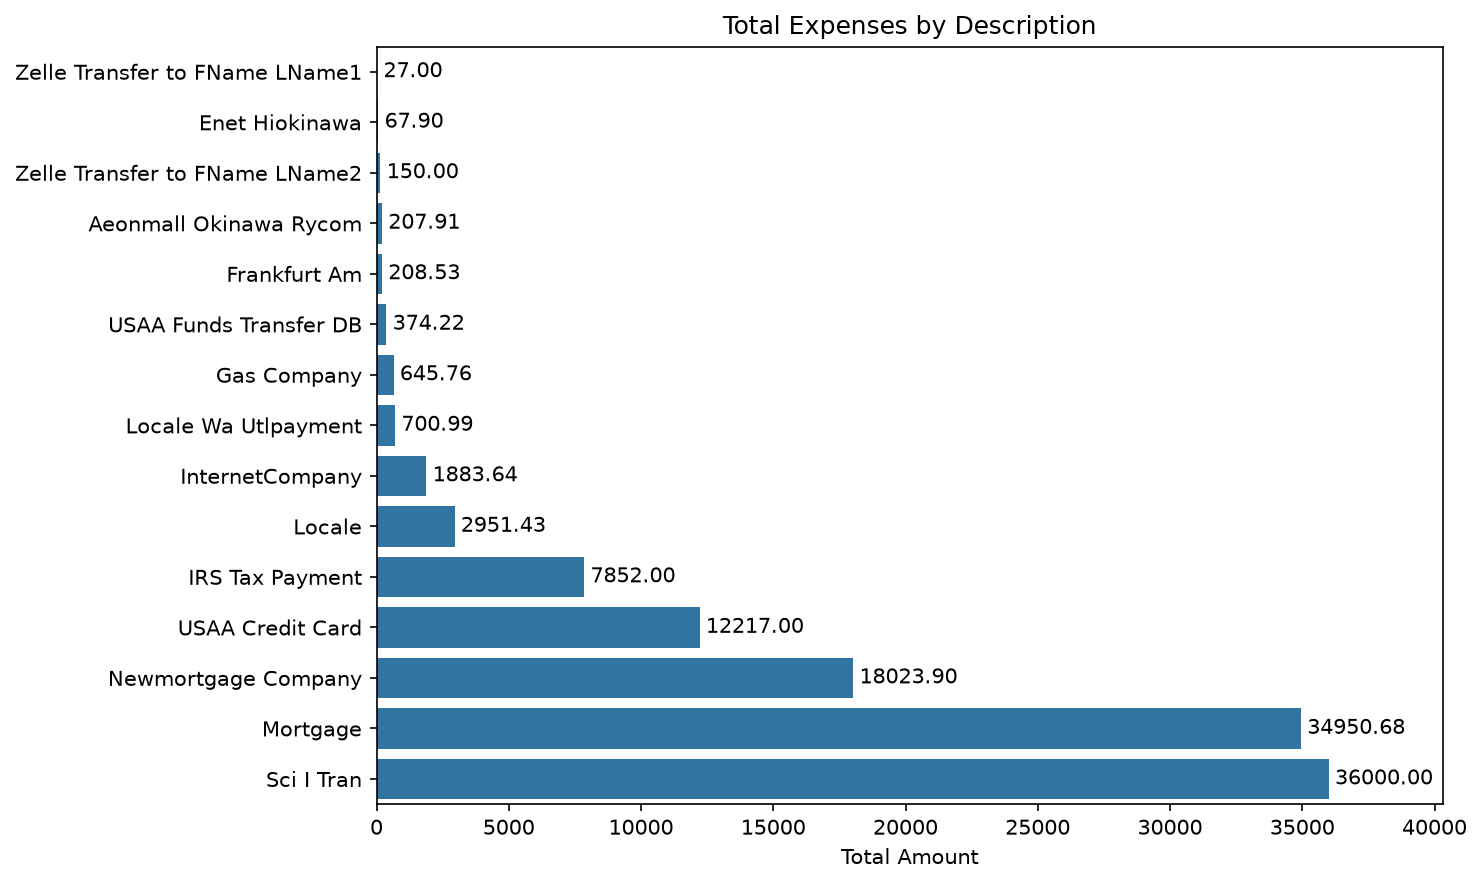 Total Expenses by Description
Zelle Transfer to FName LName1 27.00
Enet Hiokinawa 67.90
Zelle Transfer to FName LName2 150.00
Aeonmall Okinawa Rycom 207.91
Frankfurt Am 208.53
USAA Funds Transfer DB 374.22
Gas Company 645.76
Locale Wa Utlpayment 700.99
InternetCompany 1883.64
Locale 2951.43
IRS Tax Payment 7852.00
USAA Credit Card 12217.00
Newmortgage Company 18023.90
Mortgage 34950.68
Sci I Tran 36000.00
0 5000 10000 15000 20000 25000 30000 35000 40000
Total Amount